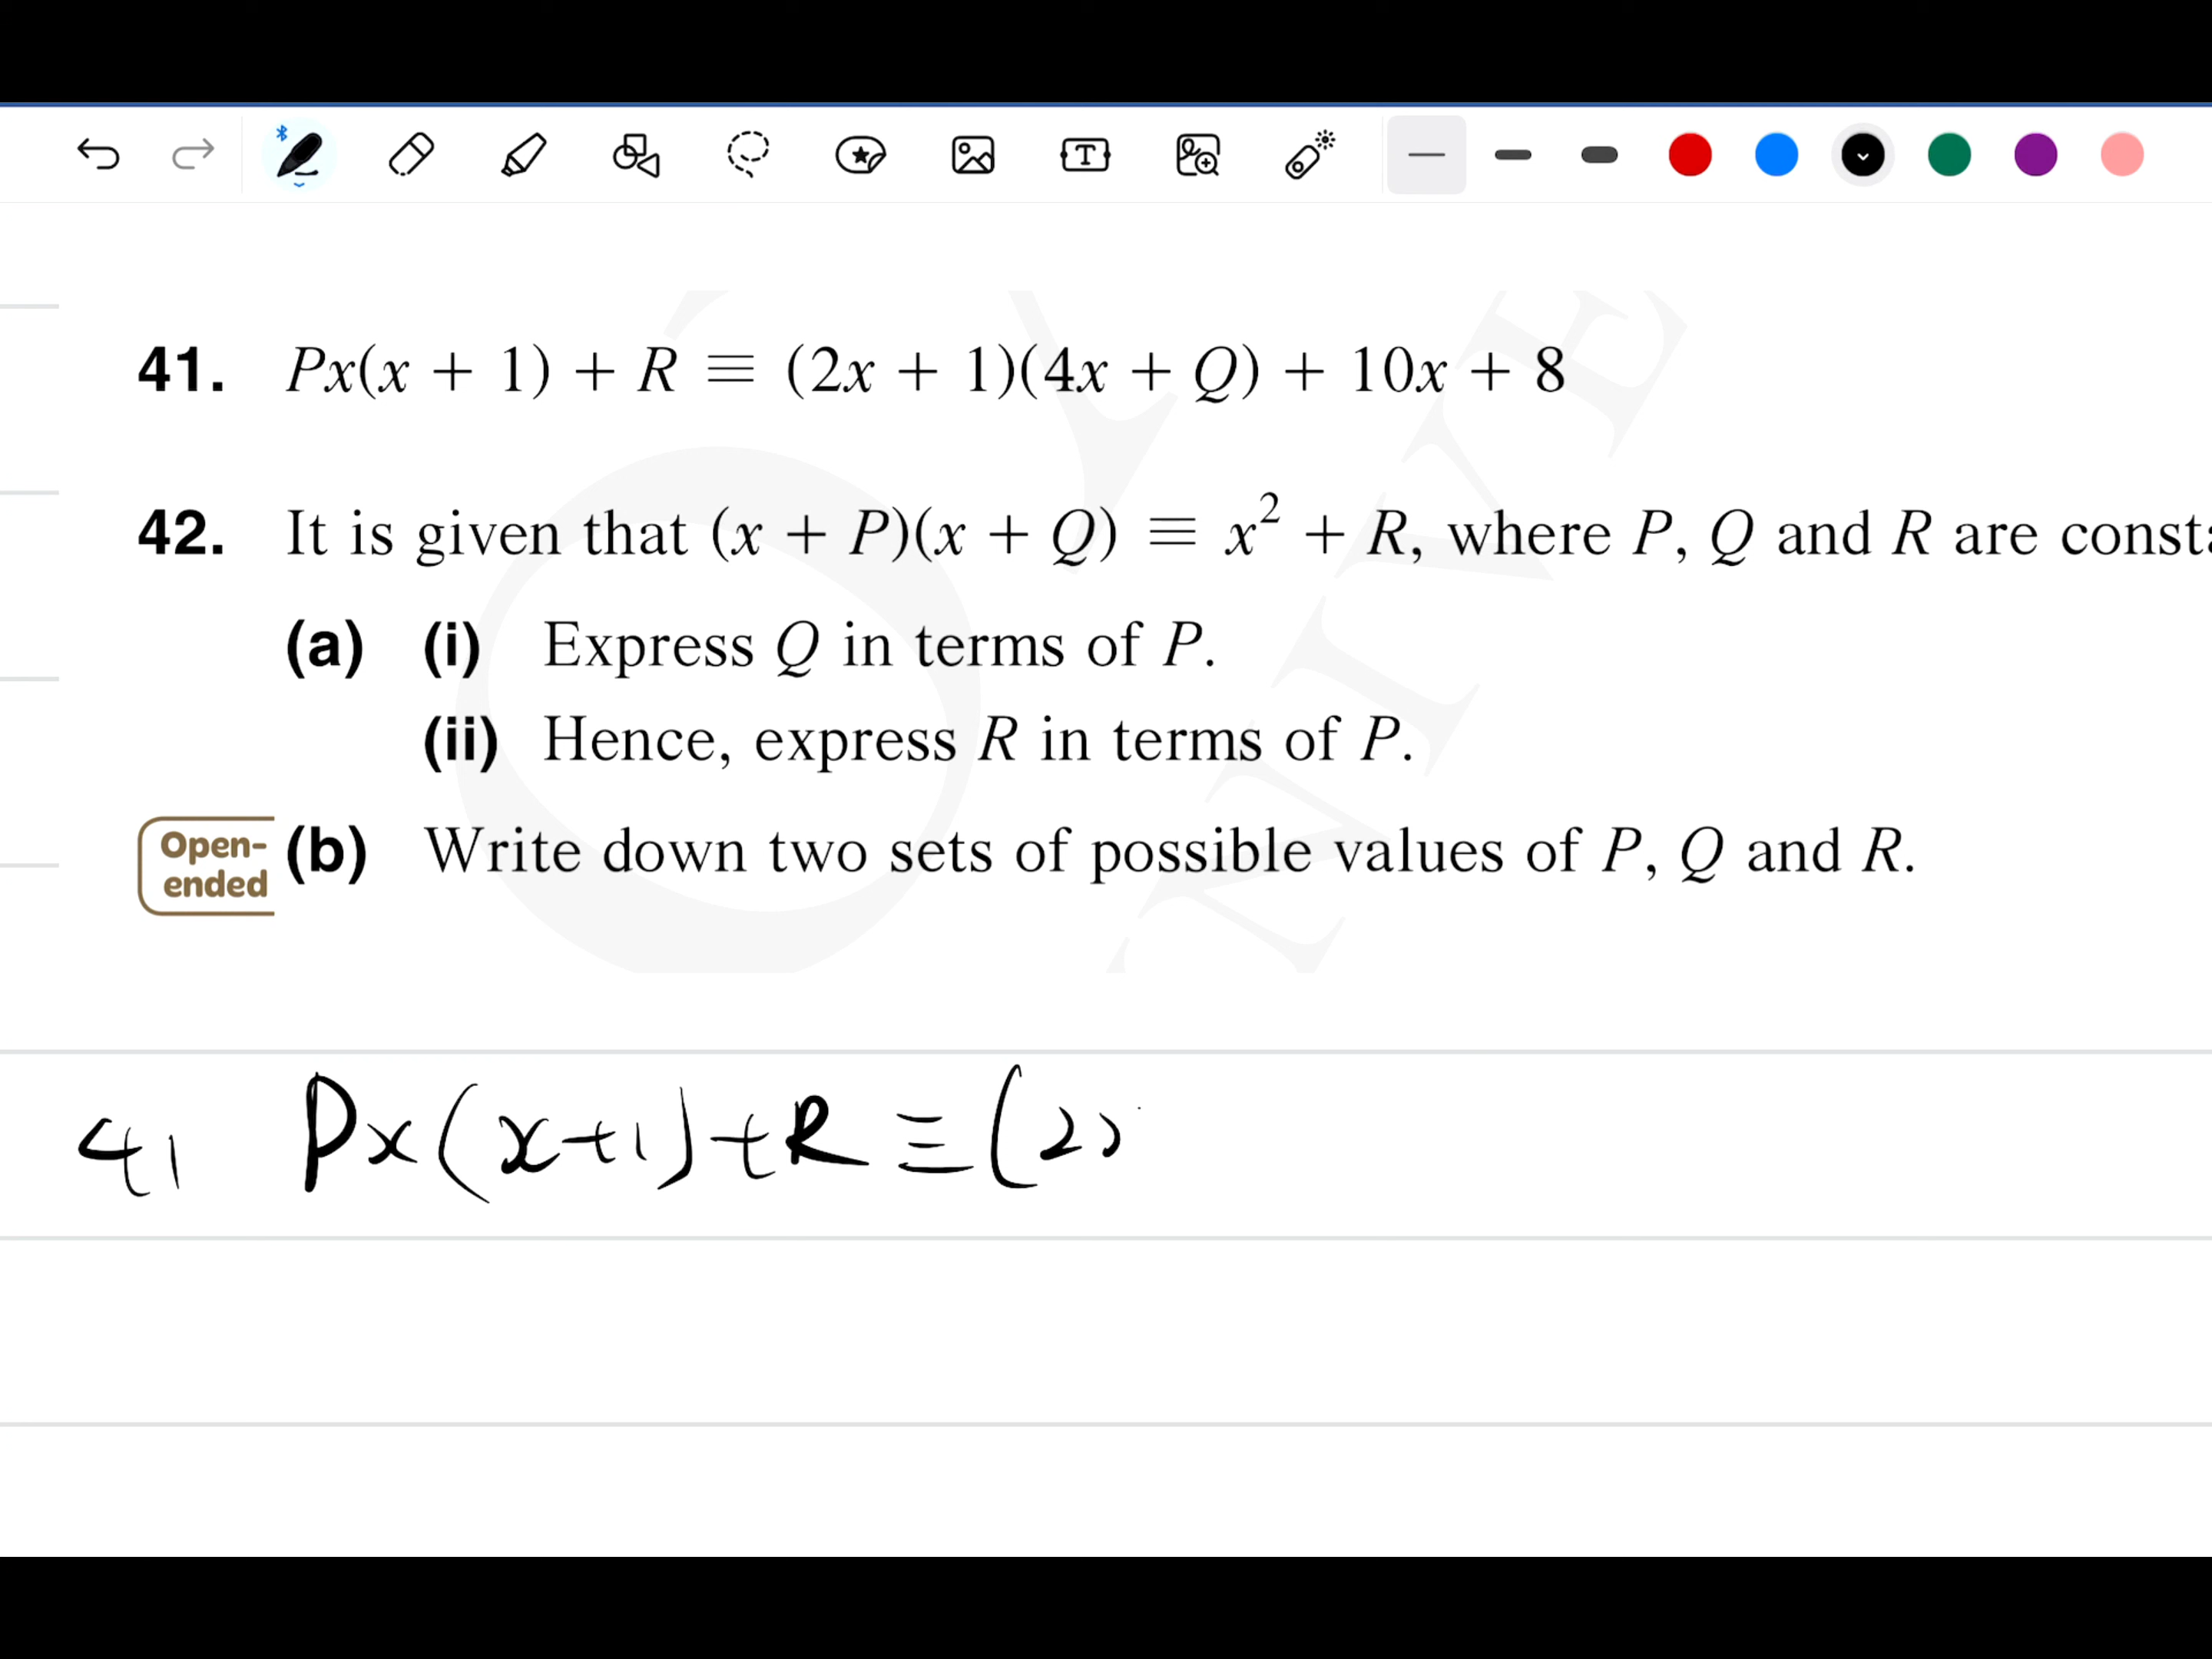 41. Px(x + 1) + R ≡ (2x + 1)(4x + Q) + 10x + 8
42. It is given that (x + P)(x + Q) ≡ x² + R, where P, Q and R are consta
(a) (i) Express Q in terms of P.
(ii) Hence, express R in terms of P.
Open-ended (b) Write down two sets of possible values of P, Q and R.
41 Px(x+1)+R ≡ (2